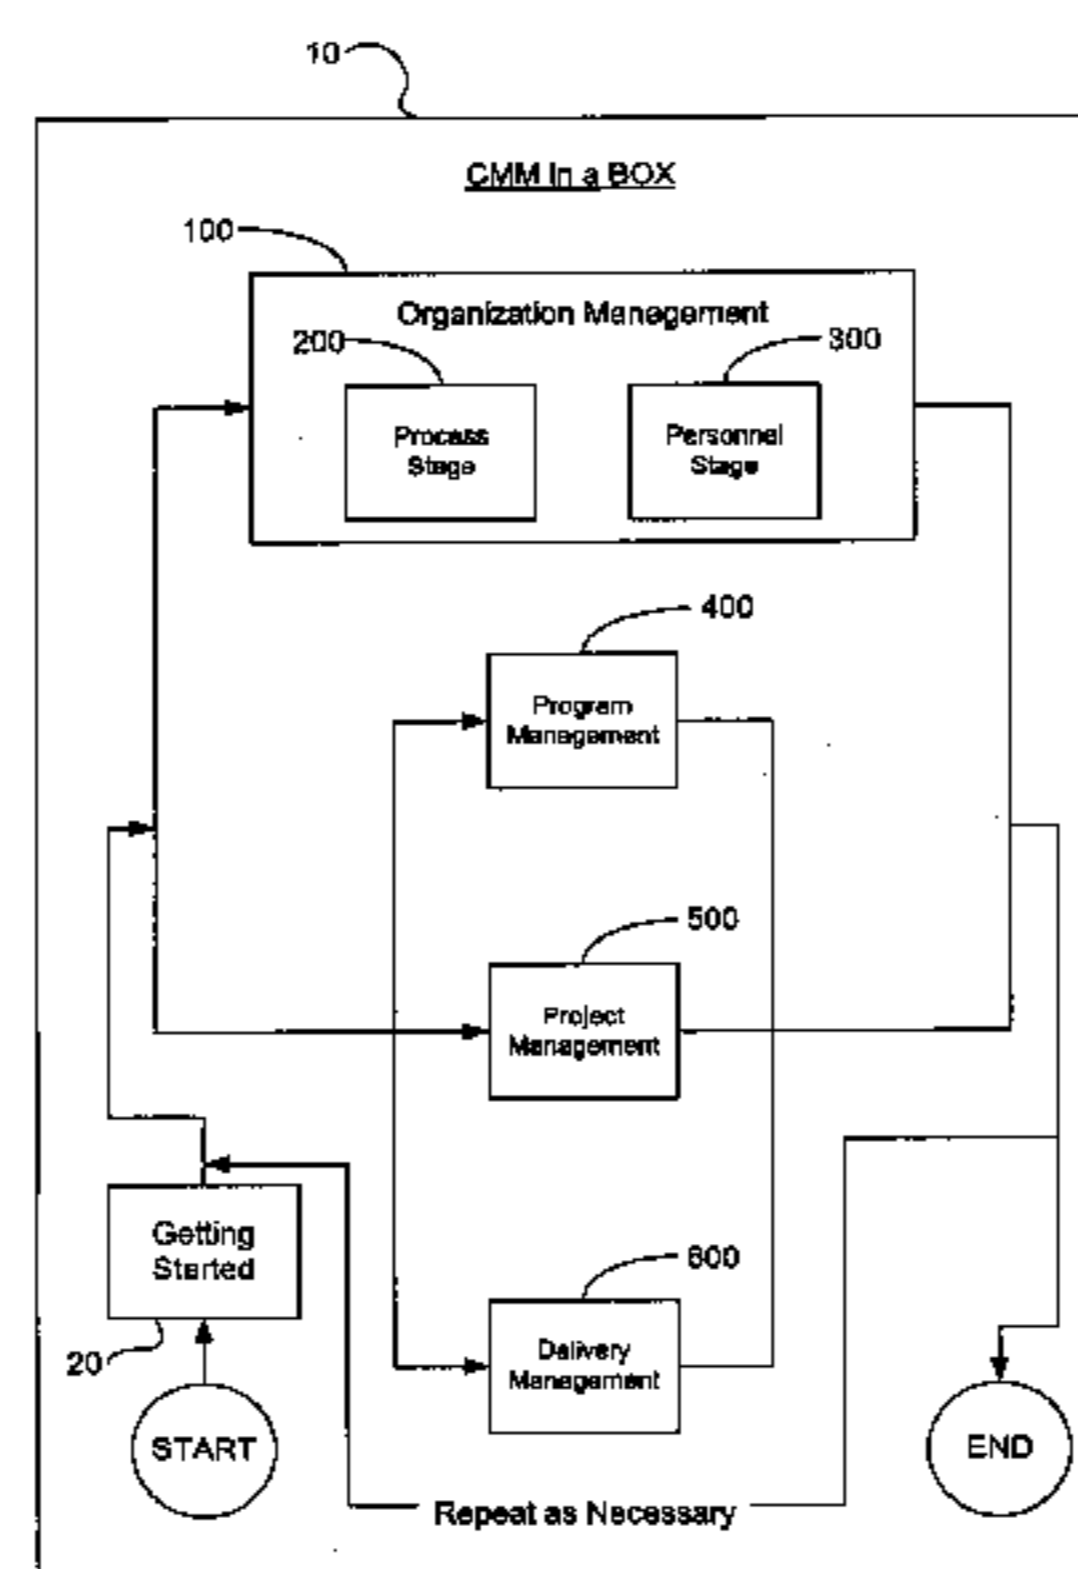 10
CMM In a BOX
100
Organization Management
200
300
Process
Stage
Personnel
Stage
400
Program
Management
500
Project
Management
600
Getting
Started
Delivery
Management
20
START
END
Repeat as Necessary